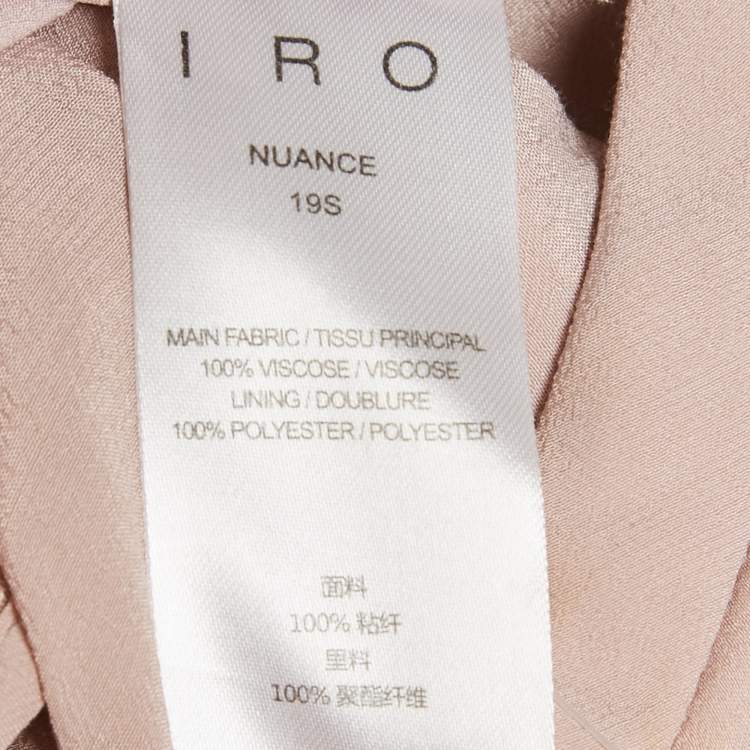 IRO
NUANCE
19S
MAIN FABRIC / TISSU PRINCIPAL
100% VISCOSE / VISCOSE
LINING / DOUBLURE
100% POLYESTER / POLYESTER
面料
100% 粘纤
里料
100% 聚酯纤维